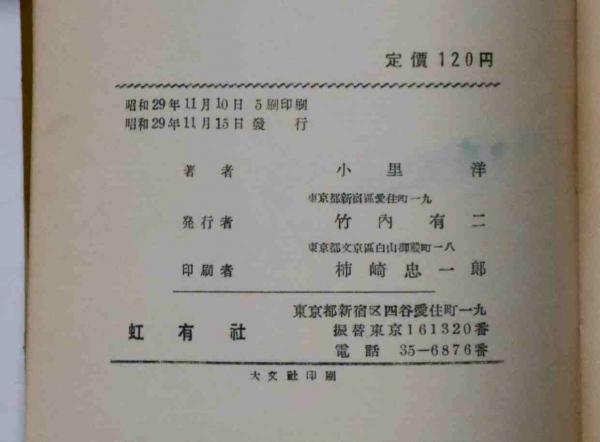 定價 120円
昭和29年11月10日 5刷印刷
昭和29年11月15日 發行
著者 小里洋
東京都新宿區愛住町一九
発行者 竹內有二
東京都文京區白山御殿町一八
印刷者 柿崎忠一郎
東京都新宿区四谷愛住町一九
虹有社 振替東京161320番
電話 35-6876番
大文社印刷